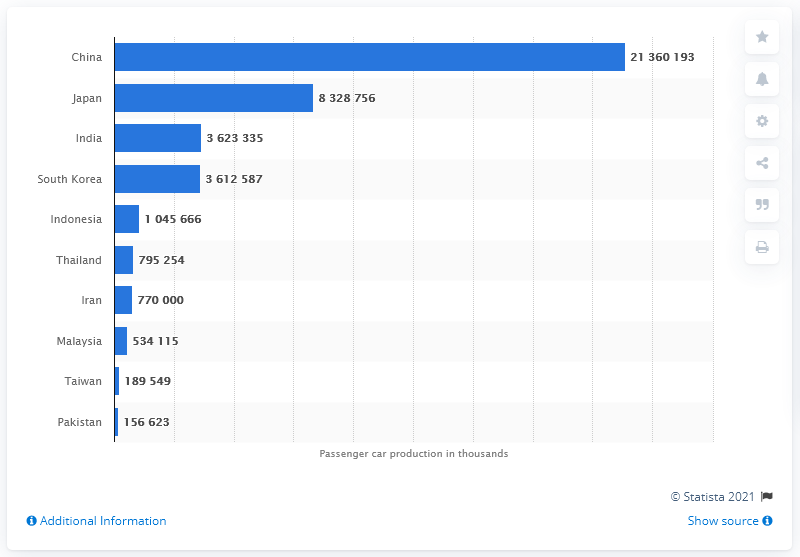 China 21 360 193
Japan 8 328 756
India 3 623 335
South Korea 3 612 587
Indonesia 1 045 666
Thailand 795 254
Iran 770 000
Malaysia 534 115
Taiwan 189 549
Pakistan 156 623
Passenger car production in thousands
© Statista 2021
Additional Information Show source